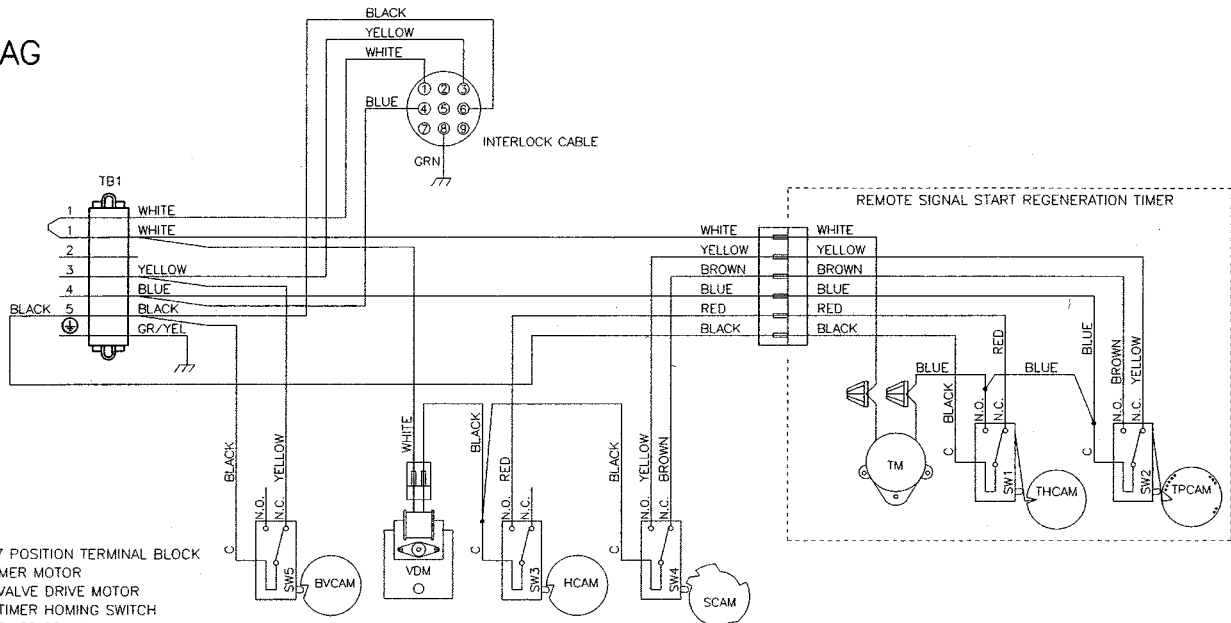 AG
BLACK
YELLOW
WHITE
1 2 3
BLUE
4 5 6
7 8 9
INTERLOCK CABLE
GRN
TB1
REMOTE SIGNAL START REGENERATION TIMER
1 WHITE
1 WHITE WHITE WHITE
2 YELLOW YELLOW
3 YELLOW BROWN BROWN
4 BLUE BLUE BLUE
BLACK 5 BLACK RED RED
GR/YEL BLACK BLACK
BLUE
BLUE
BLACK
N.O.
N.C.
RED
BLUE
BROWN
N.O.
YELLOW
N.C.
TM
C
SW1
THCAM
C
SW2
TPCAM
BLACK
YELLOW
N.O.
N.C.
C
SW5
BVCAM
WHITE
VDM
BLACK
RED
N.O.
N.C.
C
SW3
HCAM
BLACK
YELLOW
BROWN
N.O.
N.C.
C
SW4
SCAM
7 POSITION TERMINAL BLOCK
MER MOTOR
VALVE DRIVE MOTOR
TIMER HOMING SWITCH